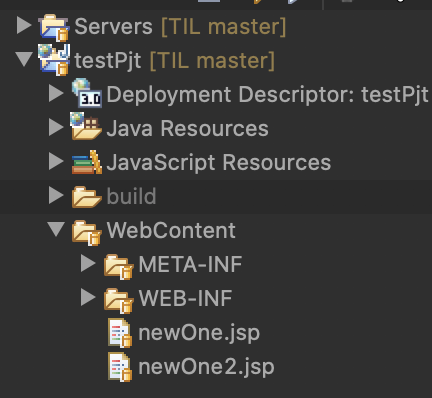 Servers [TIL master]
testPjt [TIL master]
3.0 Deployment Descriptor: testPjt
Java Resources
JavaScript Resources
build
WebContent
META-INF
WEB-INF
newOne.jsp
newOne2.jsp